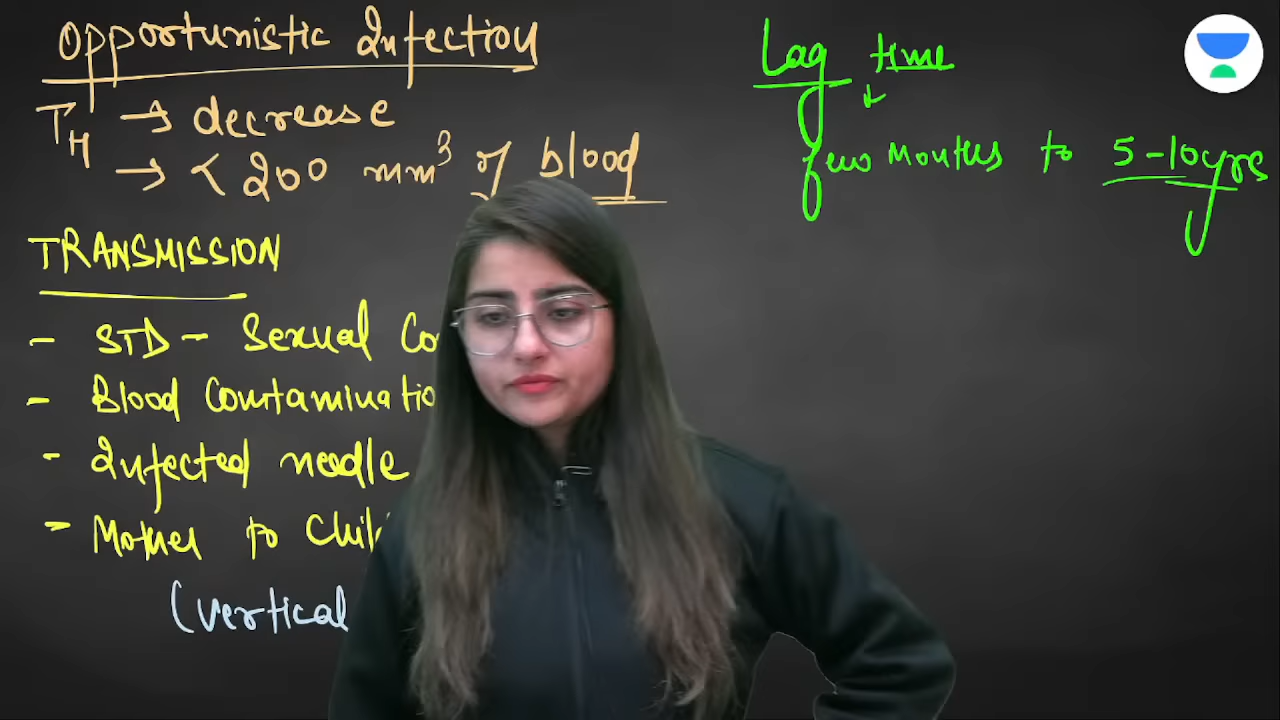 Opportunistic Infection
TH → decrease
→ < 200 mm³ of blood
TRANSMISSION
- STD - Sexual Co
- Blood Contaminatio
- Infected needle
- Mother to Chil
(vertical
Lag time
↓
few Months to 5-10yrs